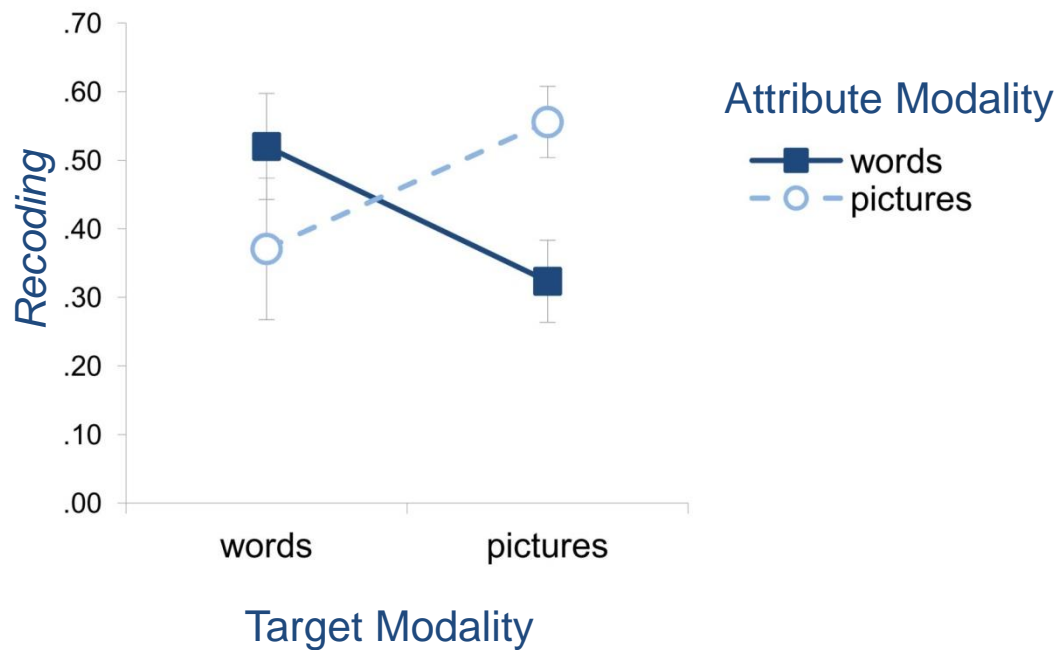 .70
.60
.50
.40
.30
.20
.10
.00
Recoding
words
pictures
Target Modality
Attribute Modality
words
pictures